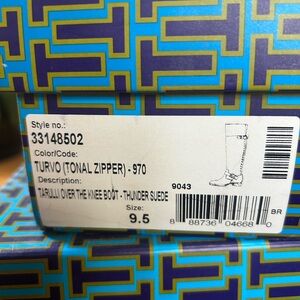 Style no.:
33148502
Color/Code:
TURVO (TONAL ZIPPER) - 970
Description:
TARULLI OVER THE KNEE BOOT - THUNDER SUEDE
9043
Size:
9.5
8 88736 04668 0
BR